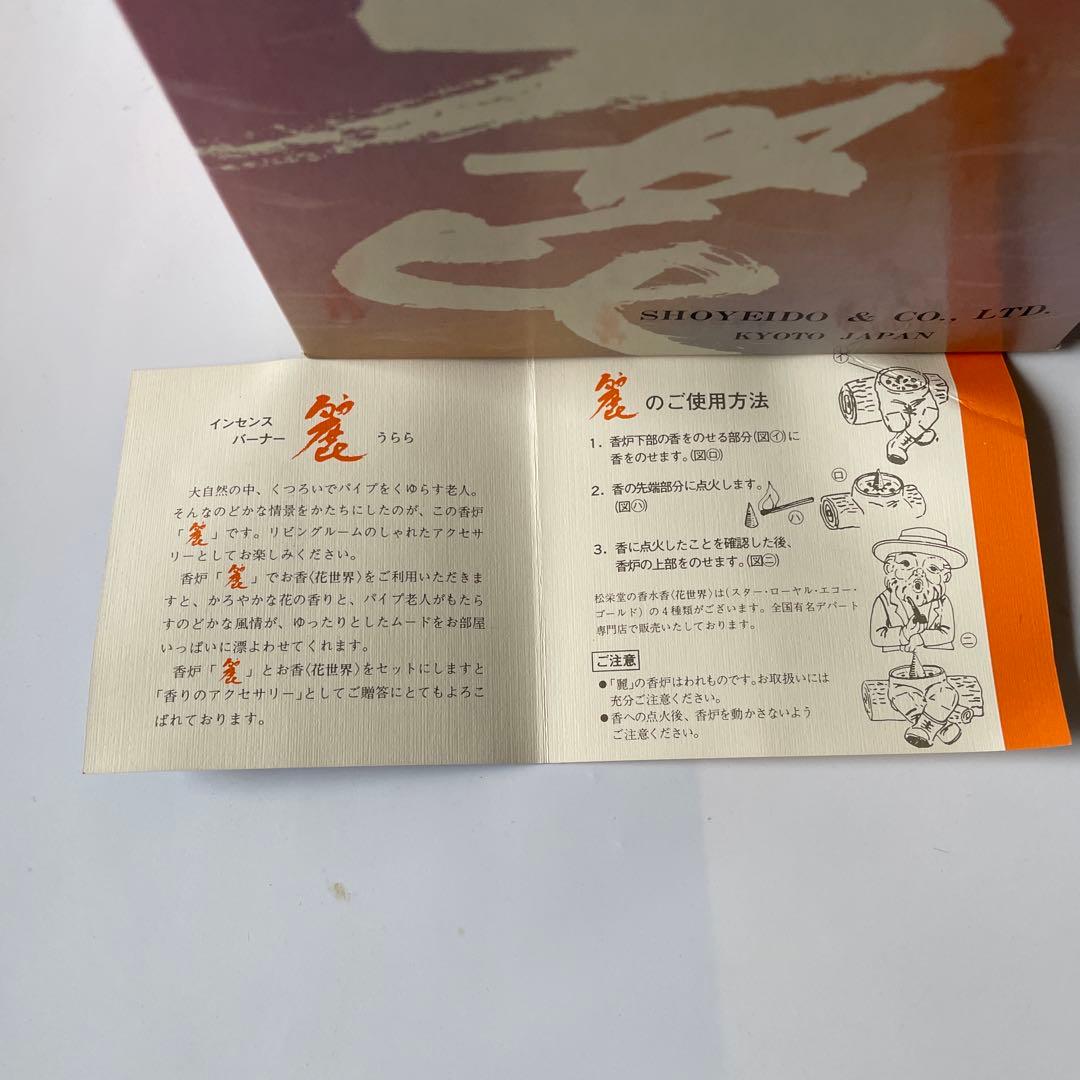 SHOYEIDO & CO., LTD.
KYOTO JAPAN
インセンス
バーナー
麗
うらら
大自然の中、くつろいでパイプをくゆらす老人。
そんなのどかな情景をかたちにしたのが、この香炉
「麗」です。リビングルームのしゃれたアクセサ
リーとしてお楽しみください。
香炉「麗」でお香〈花世界〉をご利用いただきま
すと、かろやかな花の香りと、パイプ老人がもたら
すのどかな風情が、ゆったりとしたムードをお部屋
いっぱいに漂よわせてくれます。
香炉「麗」とお香〈花世界〉をセットにしますと
「香りのアクセサリー」としてご贈答にとてもよろこ
ばれております。
麗のご使用方法
1. 香炉下部の香をのせる部分(図㋑)に
香をのせます。(図㋺)
2. 香の先端部分に点火します。
(図㋩)
3. 香に点火したことを確認した後、
香炉の上部をのせます。(図㋥)
松栄堂の香水香〈花世界〉は(スター・ローヤル・エコー・
ゴールド)の4種類がございます。全国有名デパート
専門店で販売いたしております。
ご注意
●「麗」の香炉はわれものです。お取扱いには
充分ご注意ください。
●香への点火後、香炉を動かさないよう
ご注意ください。
㋑
㋺
㋩
㋥